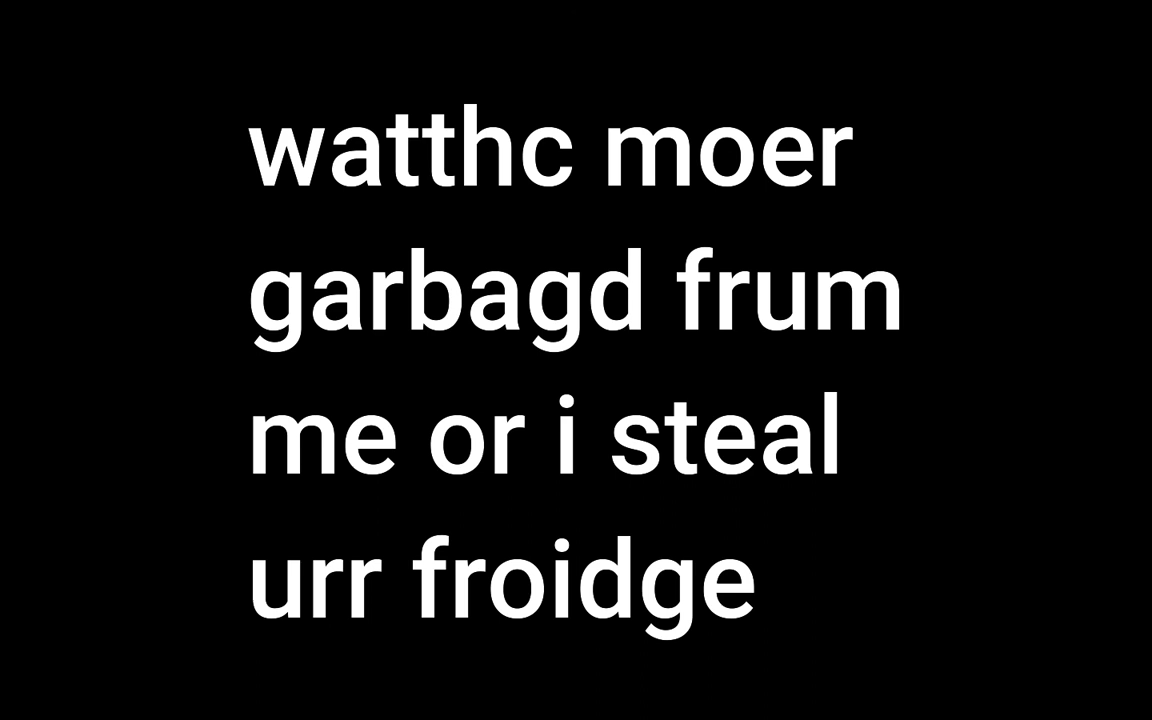 watthc moer
garbagd frum
me or i steal
urr froidge